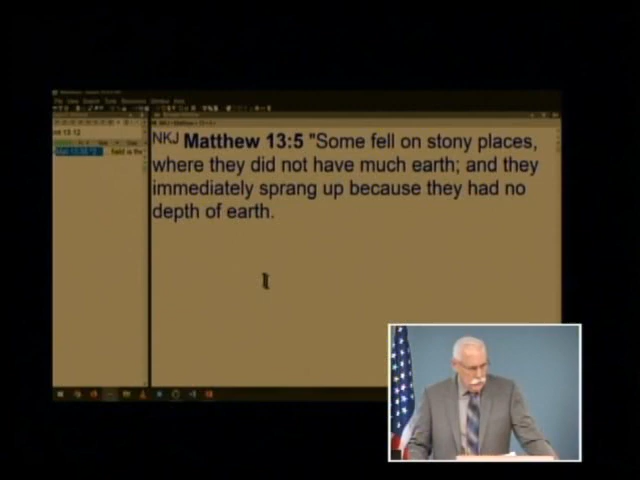 NKJ Matthew 13:5 "Some fell on stony places,
where they did not have much earth; and they
immediately sprang up because they had no
depth of earth.